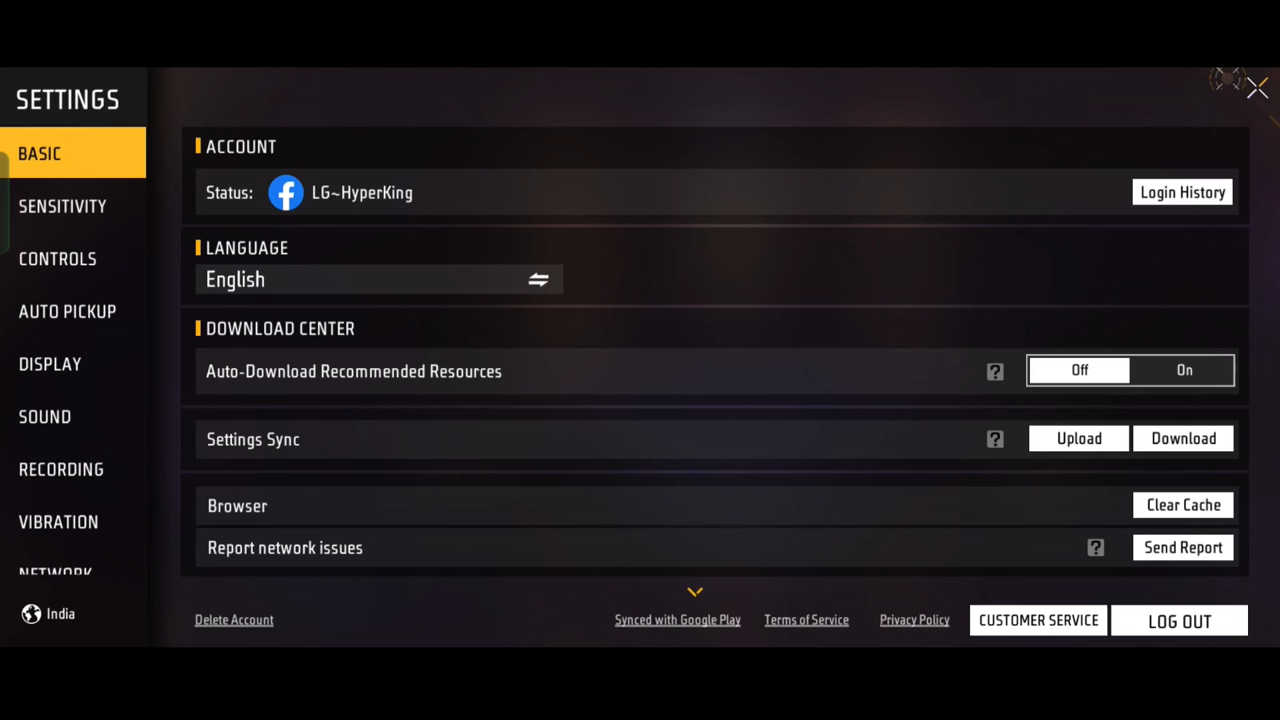 SETTINGS
BASIC
SENSITIVITY
CONTROLS
AUTO PICKUP
DISPLAY
SOUND
RECORDING
VIBRATION
NETWORK
India
ACCOUNT
Status: LG~HyperKing Login History
LANGUAGE
English
DOWNLOAD CENTER
Auto-Download Recommended Resources ? Off On
Settings Sync ? Upload Download
Browser Clear Cache
Report network issues ? Send Report
Delete Account Synced with Google Play Terms of Service Privacy Policy CUSTOMER SERVICE LOG OUT